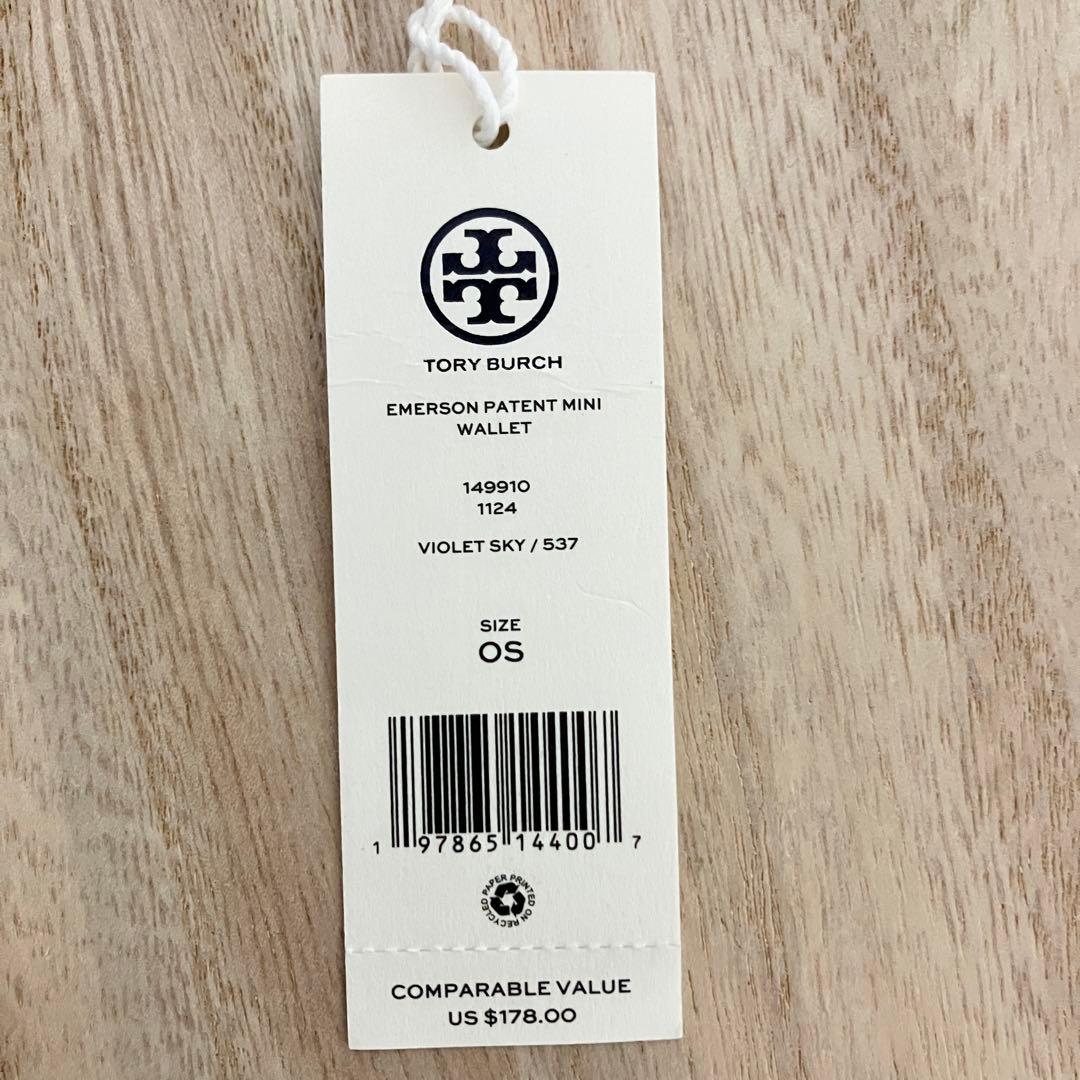 TORY BURCH
EMERSON PATENT MINI
WALLET
149910
1124
VIOLET SKY / 537
SIZE
OS
1 97865 14400 7
PRINTED ON RECYCLED PAPER
COMPARABLE VALUE
US $178.00